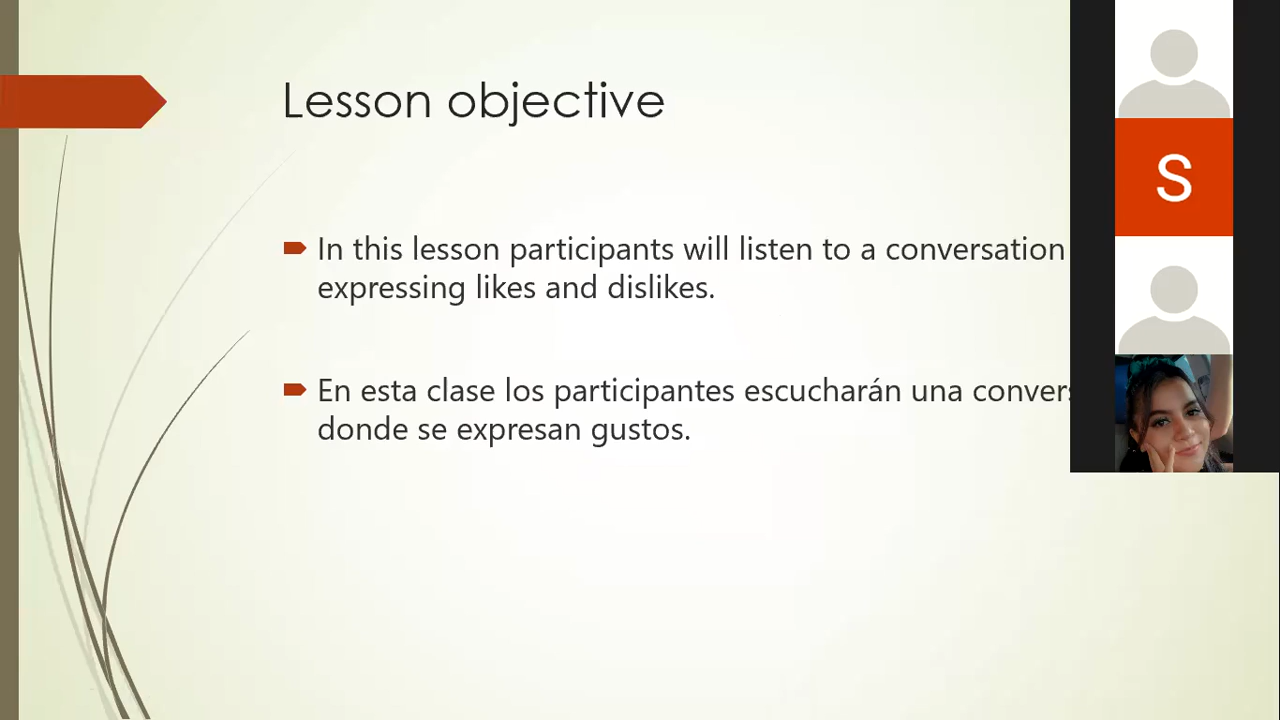 Lesson objective
In this lesson participants will listen to a conversation
expressing likes and dislikes.
En esta clase los participantes escucharán una
donde se expresan gustos.
S